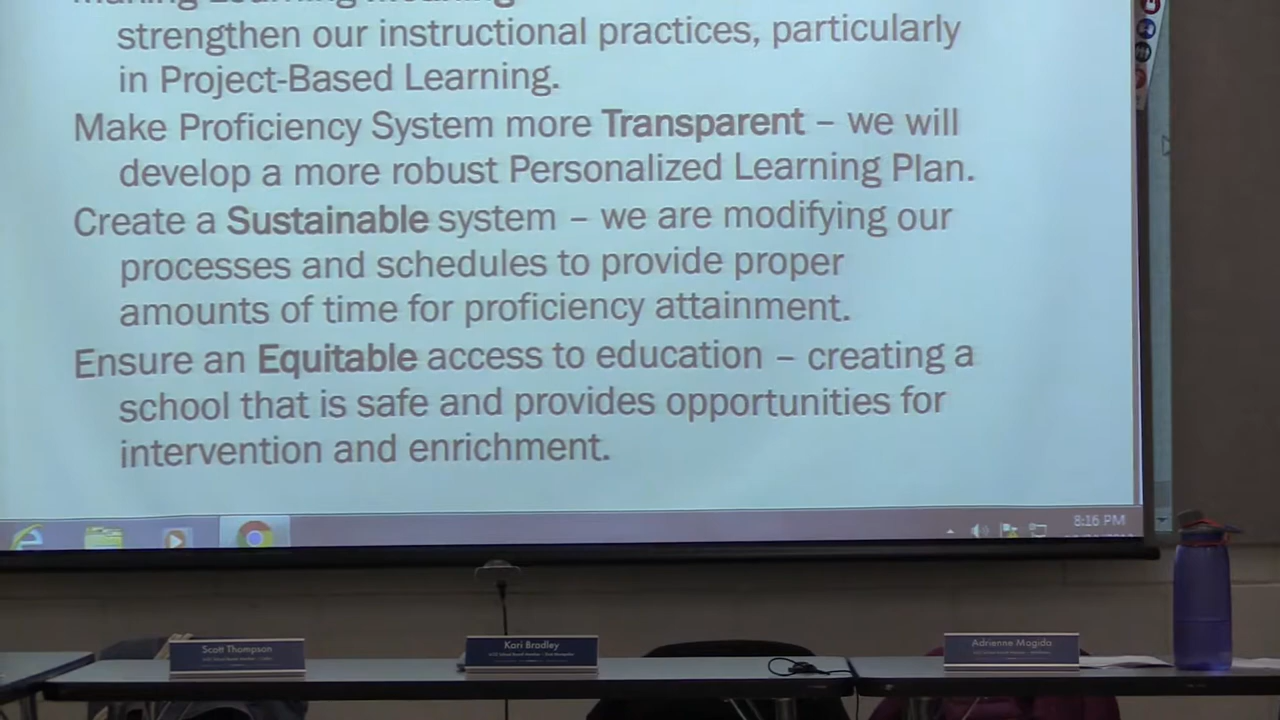 Making Learning Meaning
strengthen our instructional practices, particularly
in Project-Based Learning.
Make Proficiency System more Transparent – we will
develop a more robust Personalized Learning Plan.
Create a Sustainable system – we are modifying our
processes and schedules to provide proper
amounts of time for proficiency attainment.
Ensure an Equitable access to education – creating a
school that is safe and provides opportunities for
intervention and enrichment.
8:16 PM
Scott Thompson
Kari Bradley
Adrienne Magida